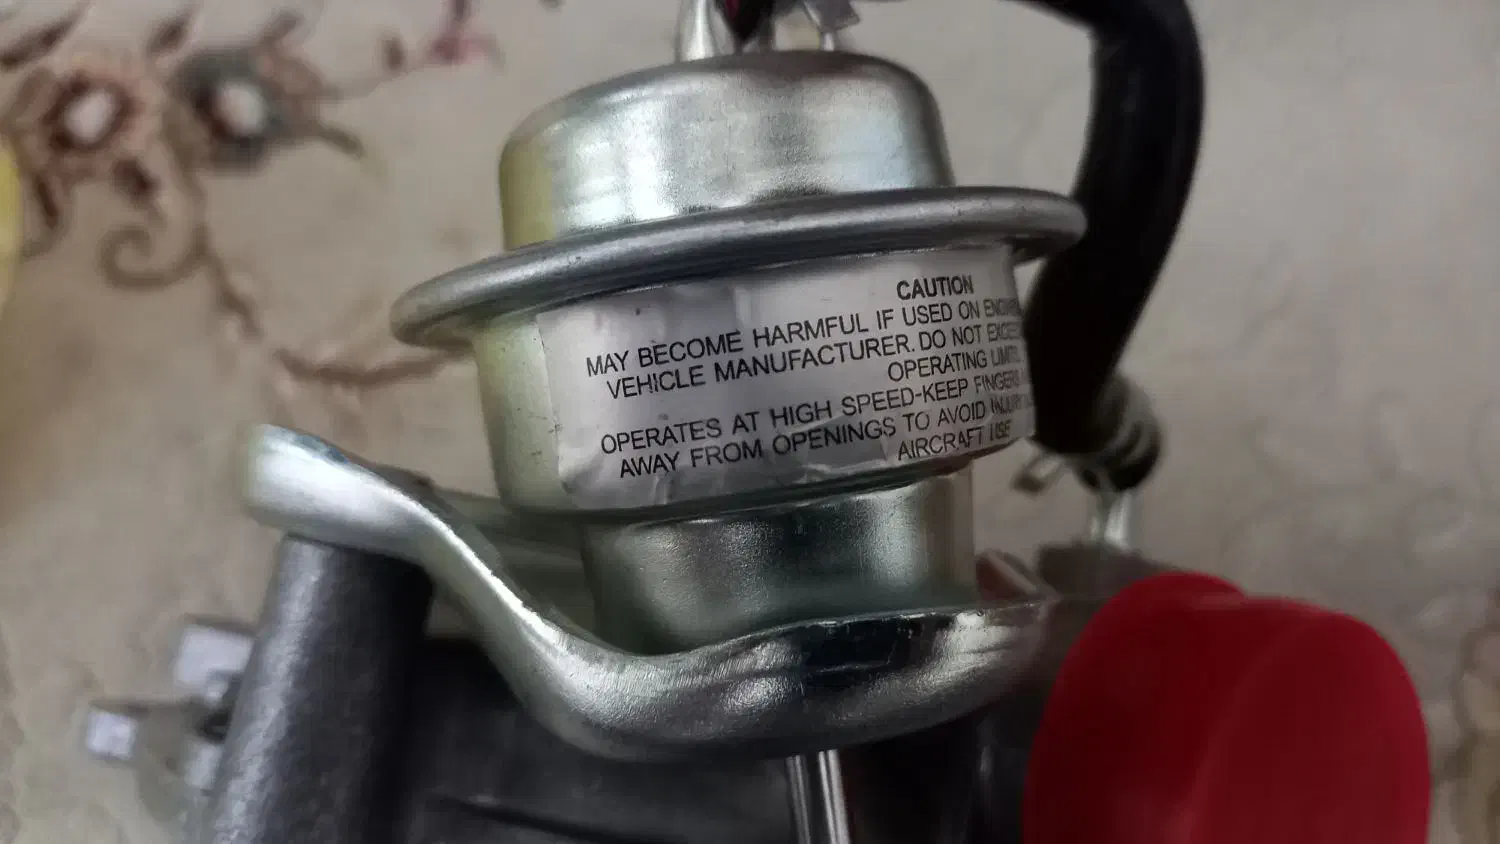 CAUTION
MAY BECOME HARMFUL IF USED ON
VEHICLE MANUFACTURER. DO NOT
OPERATING
OPERATES AT HIGH SPEED-KEEP FINGERS
AWAY FROM OPENINGS TO AVOID
AIRCRAFT USE